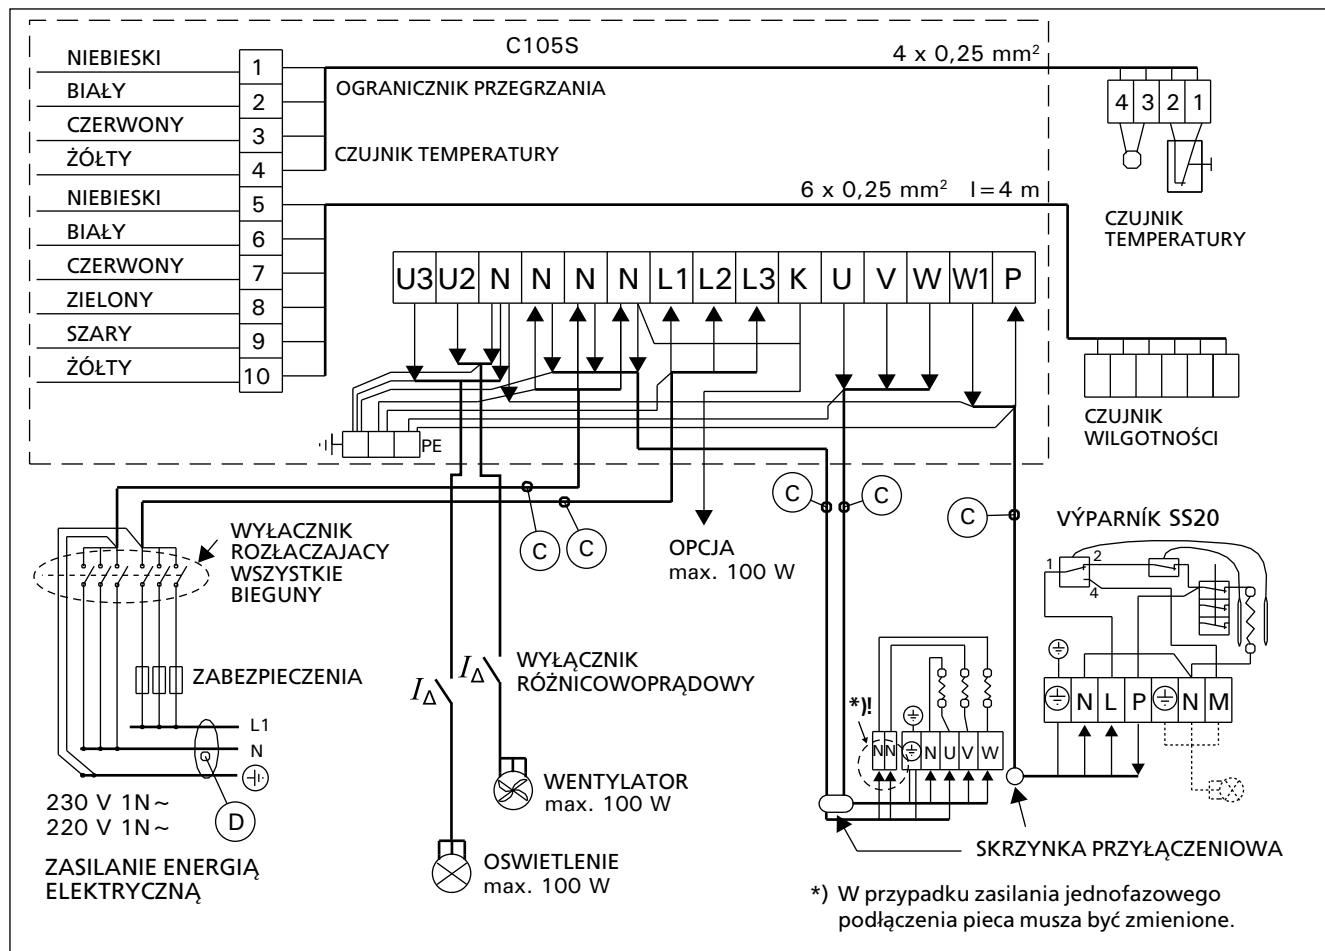 C105S
4 x 0,25 mm²
NIEBIESKI 1
BIAŁY 2
CZERWONY 3
ŻÓŁTY 4
NIEBIESKI 5
BIAŁY 6
CZERWONY 7
ZIELONY 8
SZARY 9
ŻÓŁTY 10
OGRANICZNIK PRZEGRZANIA
CZUJNIK TEMPERATURY
4 3 2 1
CZUJNIK
TEMPERATURY
6 x 0,25 mm² l=4 m
U3 U2 N N N N L1 L2 L3 K U V W W1 P
CZUJNIK
WILGOTNOŚCI
PE
C
C
C
C
C
OPCJA
max. 100 W
WYŁACZNIK
ROZŁACZAJACY
WSZYSTKIE
BIEGUNY
ZABEZPIECZENIA
L1
N
D
230 V 1N~
220 V 1N~
ZASILANIE ENERGIĄ
ELEKTRYCZNĄ
IΔ
IΔ
WYŁĄCZNIK
RÓŻNICOWOPRĄDOWY
WENTYLATOR
max. 100 W
OSWIETLENIE
max. 100 W
VÝPARNÍK SS20
1 2
4
N L P N M
*)!
N N N U V W
SKRZYNKA PRZYŁĄCZENIOWA
*) W przypadku zasilania jednofazowego
podłączenia pieca musza być zmienione.